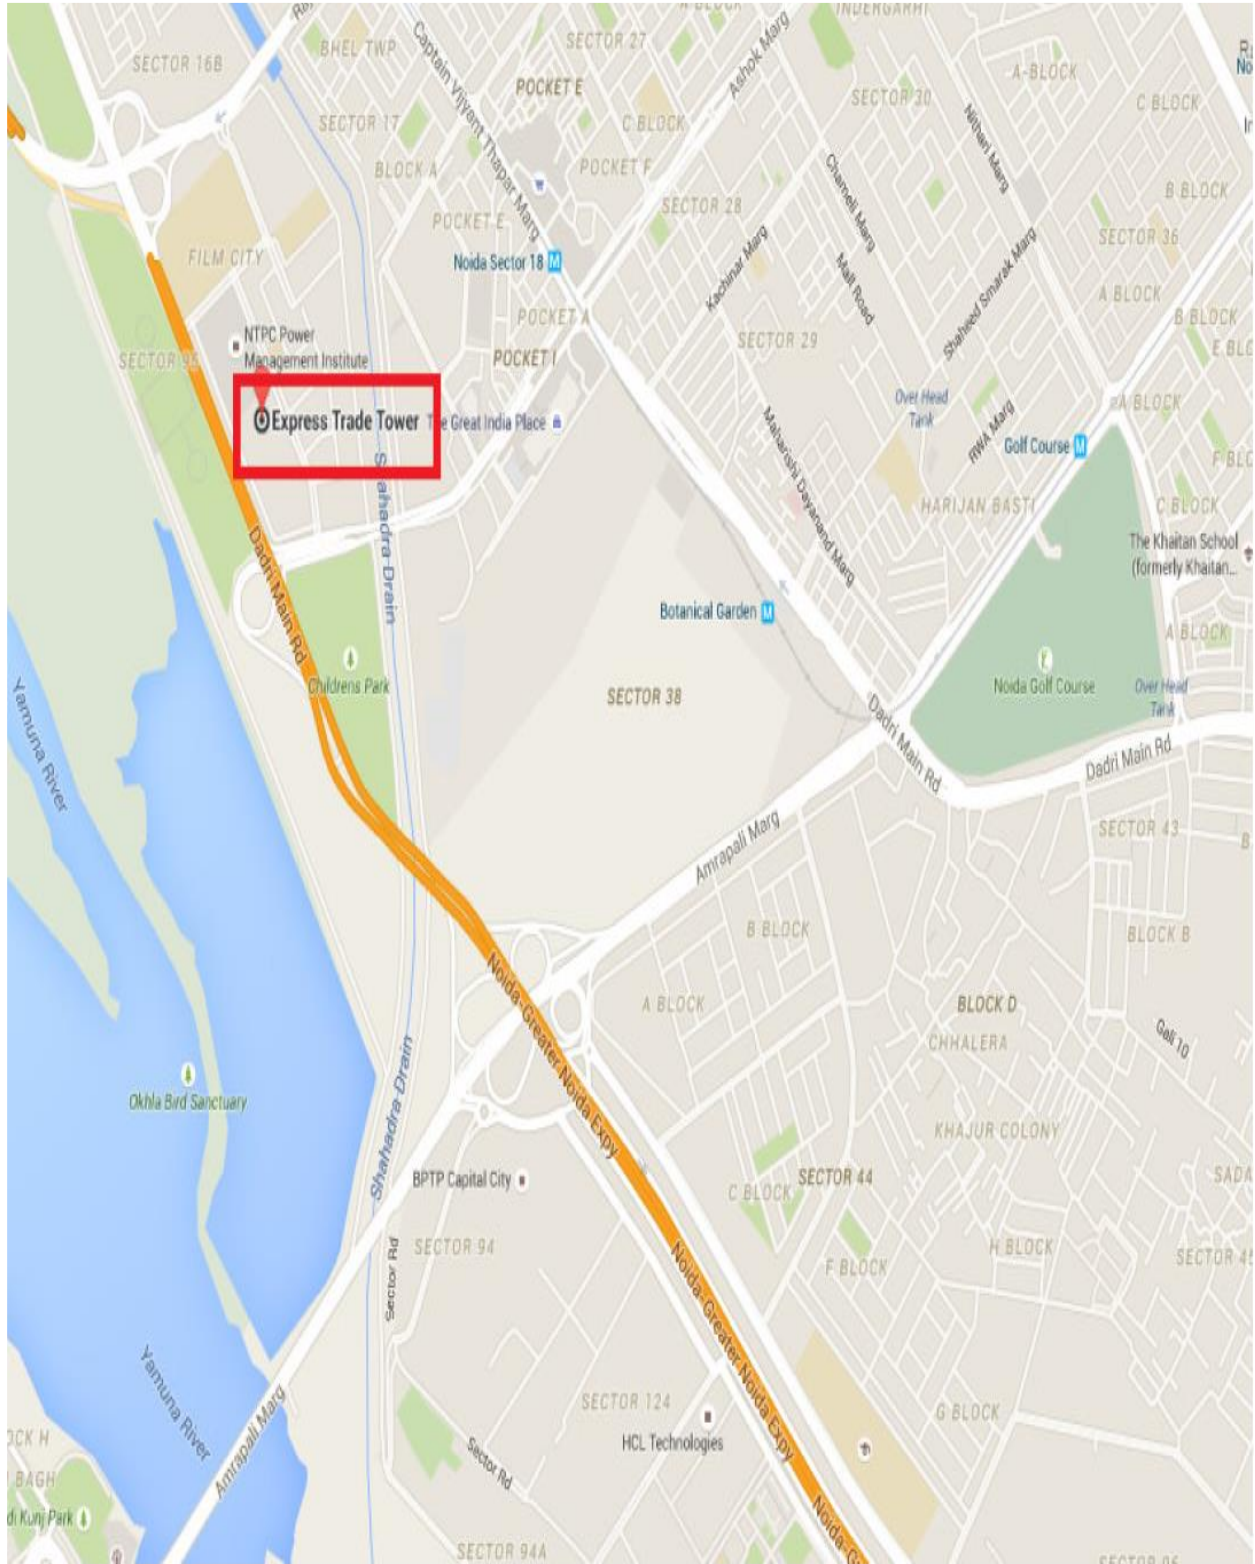 BLOCK
INDERGARHI
SECTOR 27
BHEL TWP
SECTOR 16B
Captain Vijyant Thapar Marg
Ashok Marg
A-BLOCK
POCKET E
SECTOR 30
C BLOCK
SECTOR 17
C BLOCK
Nithari Marg
BLOCK A
POCKET F
Chameli Marg
B BLOCK
SECTOR 28
POCKET E
Kachinar Marg
SECTOR 36
FILM CITY
Noida Sector 18
Mall Road
Shaheed Smarak Marg
A BLOCK
POCKET A
B BLOCK
NTPC Power
Management Institute
SECTOR 29
SECTOR 95
POCKET I
Over Head
Tank
A BLOCK
Express Trade Tower
The Great India Place
Maharishi Dayanand Marg
RWA Marg
Golf Course
Shahadra Drain
HARIJAN BASTI
C BLOCK
The Khaitan School
(formerly Khaitan...
Dadri Main Rd
Botanical Garden
A BLOCK
Childrens Park
SECTOR 38
Noida Golf Course
Over Head
Tank
Yamuna River
Dadri Main Rd
Dadri Main Rd
Amrapali Marg
SECTOR 43
B BLOCK
BLOCK B
Noida-Greater Noida Expy
A BLOCK
BLOCK D
CHHALERA
Gali 10
Okhla Bird Sanctuary
Shahadra Drain
KHAJUR COLONY
BPTP Capital City
C BLOCK
SECTOR 44
SADA
SECTOR 94
Sector Rd
H BLOCK
F BLOCK
Noida-Greater Noida Expy
Yamuna River
Amrapali Marg
SECTOR 124
HCL Technologies
G BLOCK
Sector Rd
BAGH
di Kunj Park
SECTOR 94A